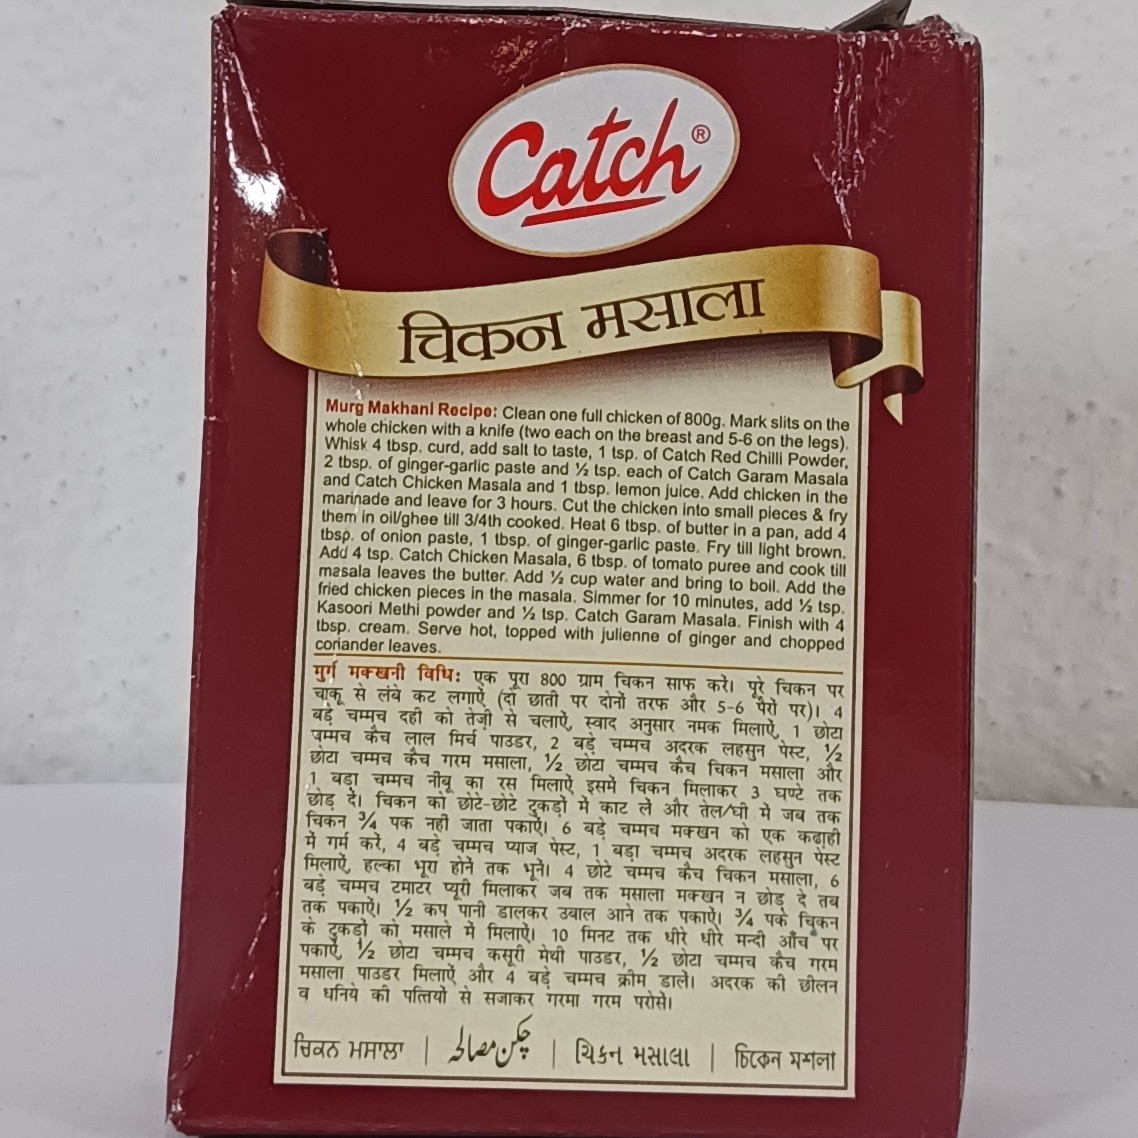 Catch®
चिकन मसाला
Murg Makhani Recipe: Clean one full chicken of 800g. Mark slits on the
whole chicken with a knife (two each on the breast and 5-6 on the legs).
Whisk 4 tbsp. curd, add salt to taste, 1 tsp. of Catch Red Chilli Powder,
2 tbsp. of ginger-garlic paste and ½ tsp. each of Catch Garam Masala
and Catch Chicken Masala and 1 tbsp. lemon juice. Add chicken in the
marinade and leave for 3 hours. Cut the chicken into small pieces & fry
them in oil/ghee till 3/4th cooked. Heat 6 tbsp. of butter in a pan, add 4
tbsp. of onion paste, 1 tbsp. of ginger-garlic paste. Fry till light brown.
Add 4 tsp. Catch Chicken Masala, 6 tbsp. of tomato puree and cook till
masala leaves the butter. Add ½ cup water and bring to boil. Add the
fried chicken pieces in the masala. Simmer for 10 minutes, add ½ tsp.
Kasoori Methi powder and ½ tsp. Catch Garam Masala. Finish with 4
tbsp. cream. Serve hot, topped with julienne of ginger and chopped
coriander leaves.
मुर्ग मक्खनी विधि: एक पूरा 800 ग्राम चिकन साफ करें। पूरे चिकन पर
चाकू से लंबे कट लगाऐं (दो छाती पर दोनों तरफ और 5-6 पैरों पर)। 4
बड़े चम्मच दही को तेज़ी से चलाऐं, स्वाद अनुसार नमक मिलाऐं, 1 छोटा
चम्मच कैच लाल मिर्च पाउडर, 2 बड़े चम्मच अदरक लहसुन पेस्ट, ½
छोटा चम्मच कैच गरम मसाला, ½ छोटा चम्मच कैच चिकन मसाला और
1 बड़ा चम्मच नीबू का रस मिलाऐं इसमें चिकन मिलाकर 3 घण्टे तक
छोड़ दें। चिकन को छोटे-छोटे टुकड़ों में काट लें और तेल/घी में जब तक
चिकन ¾ पक नहीं जाता पकाऐं। 6 बड़े चम्मच मक्खन को एक कढ़ाही
में गर्म करें, 4 बड़े चम्मच प्याज पेस्ट, 1 बड़ा चम्मच अदरक लहसुन पेस्ट
मिलाऐं, हल्का भूरा होनें तक भूनें। 4 छोटे चम्मच कैच चिकन मसाला, 6
बड़े चम्मच टमाटर प्यूरी मिलाकर जब तक मसाला मक्खन न छोड़ दे तब
तक पकाऐं। ½ कप पानी डालकर उबाल आने तक पकाऐं। ¾ पके चिकन
के टुकड़ों को मसाले में मिलाऐं। 10 मिनट तक धीरे धीरे मन्दी आँच पर
पकाऐं, ½ छोटा चम्मच कसूरी मेथी पाउडर, ½ छोटा चम्मच कैच गरम
मसाला पाउडर मिलाऐं और 4 बड़े चम्मच क्रीम डालें। अदरक की छीलन
व धनिये की पत्तियों से सजाकर गरमा गरम परोसें।
ਚਿਕਨ ਮਸਾਲਾ | چکن مصالحہ | ચિકન મસાલા | চিকেন মশলা